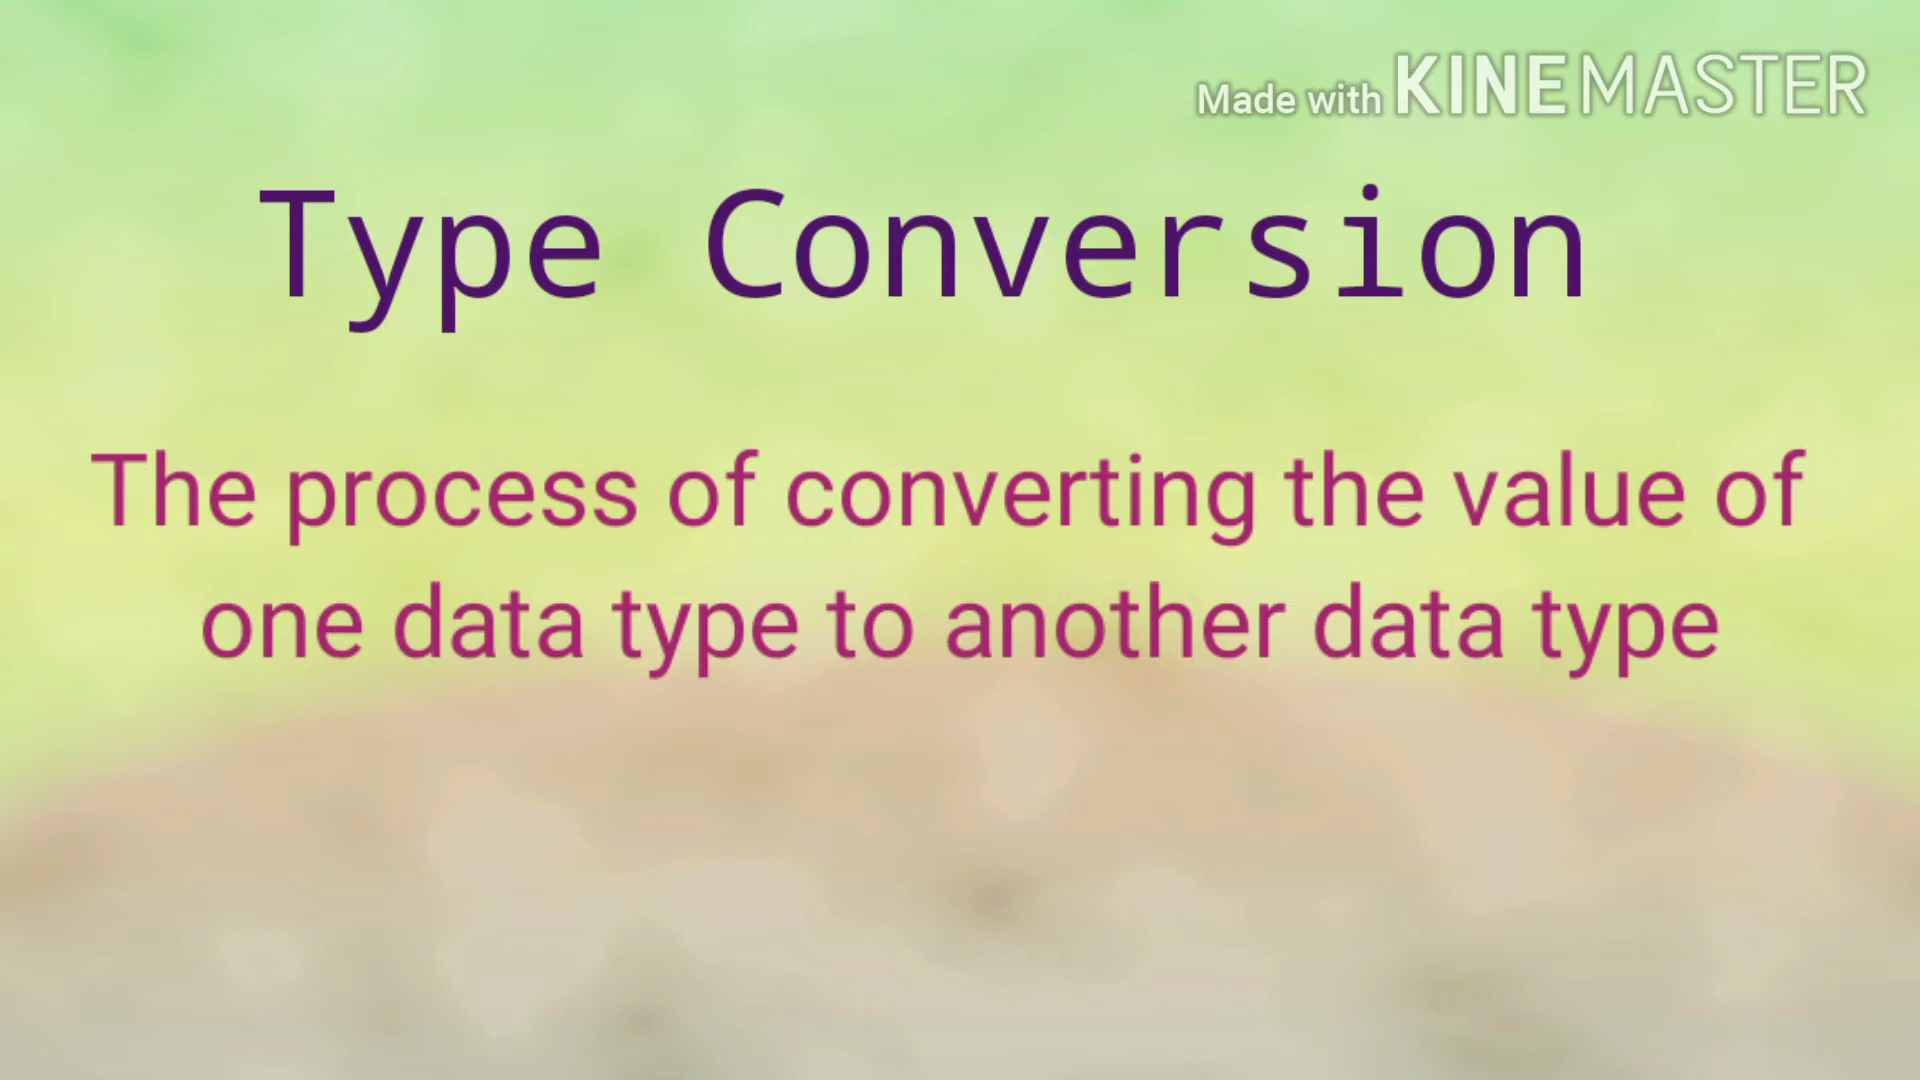 Made with KINEMASTER
Type Conversion
The process of converting the value of
one data type to another data type